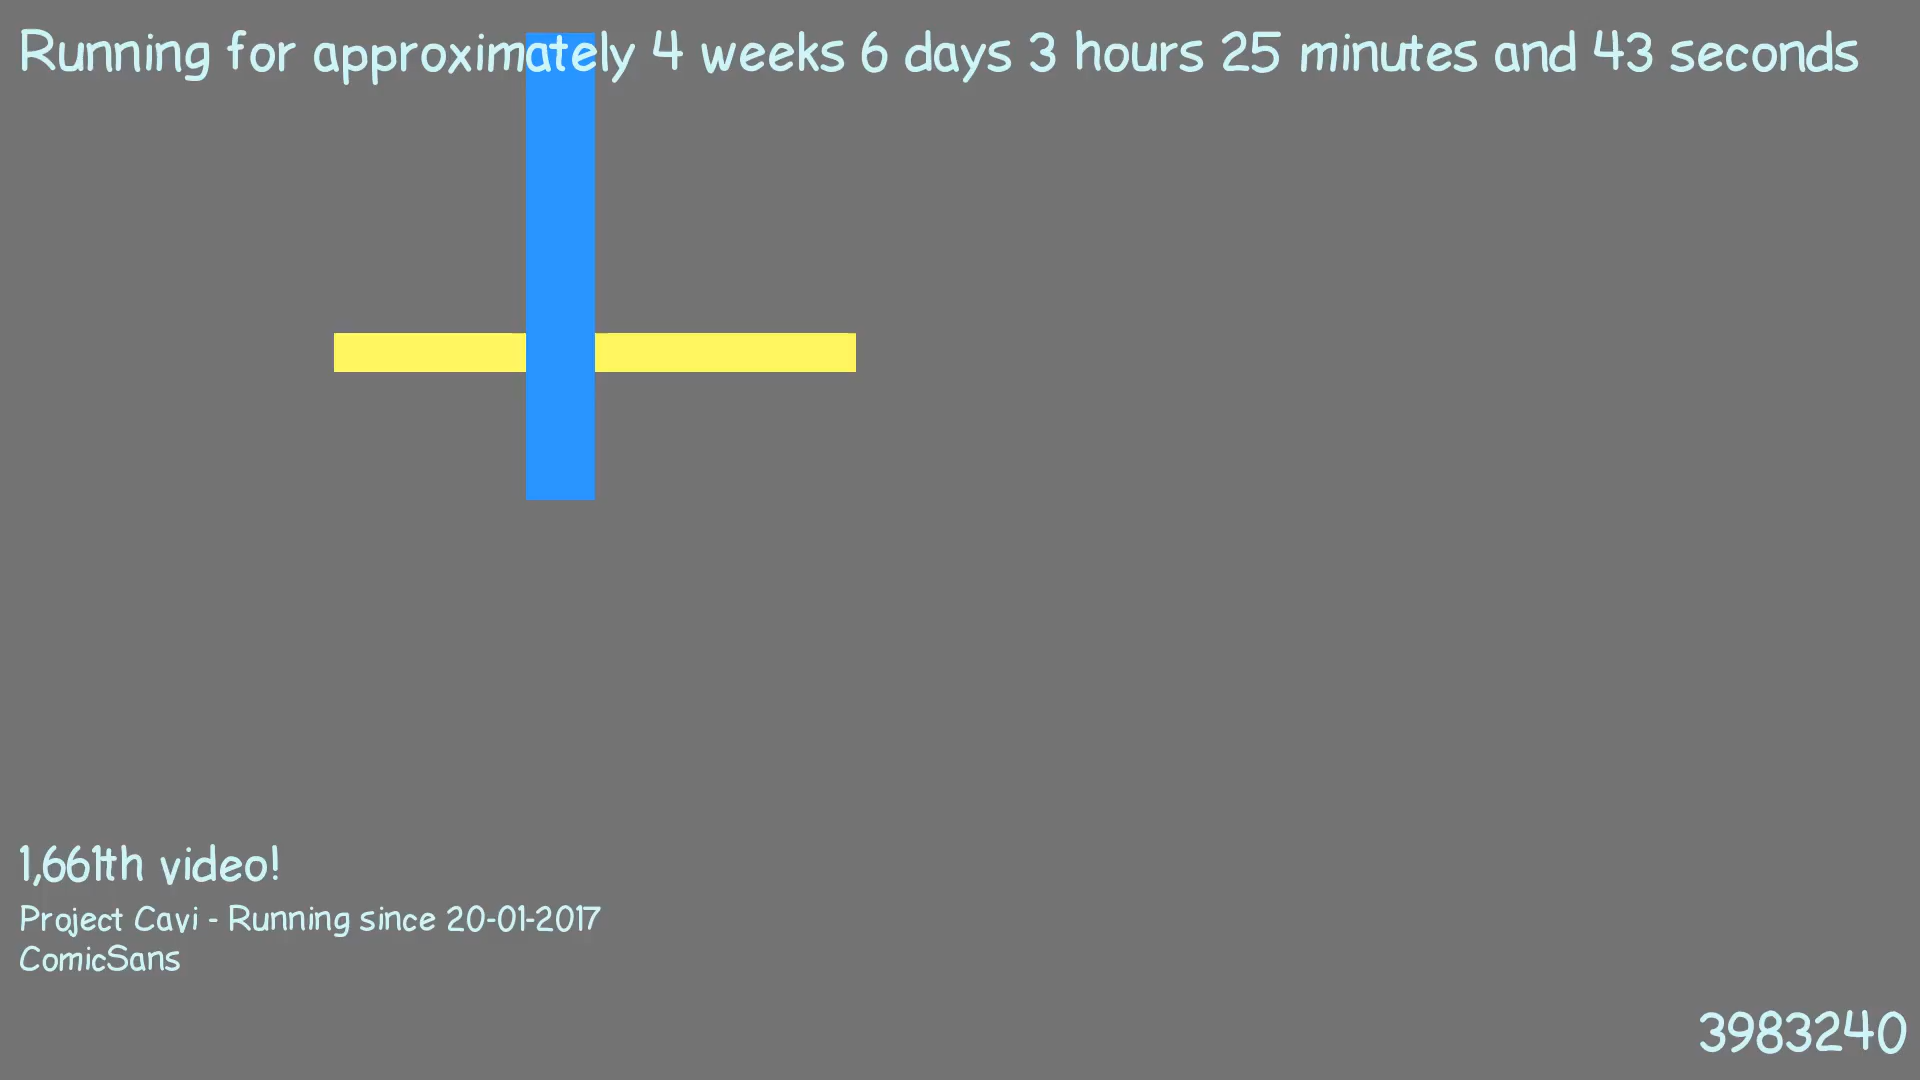 Running for approximately 4 weeks 6 days 3 hours 25 minutes and 43 seconds
1,661th video!
Project Cavi - Running since 20-01-2017
ComicSans
3983240